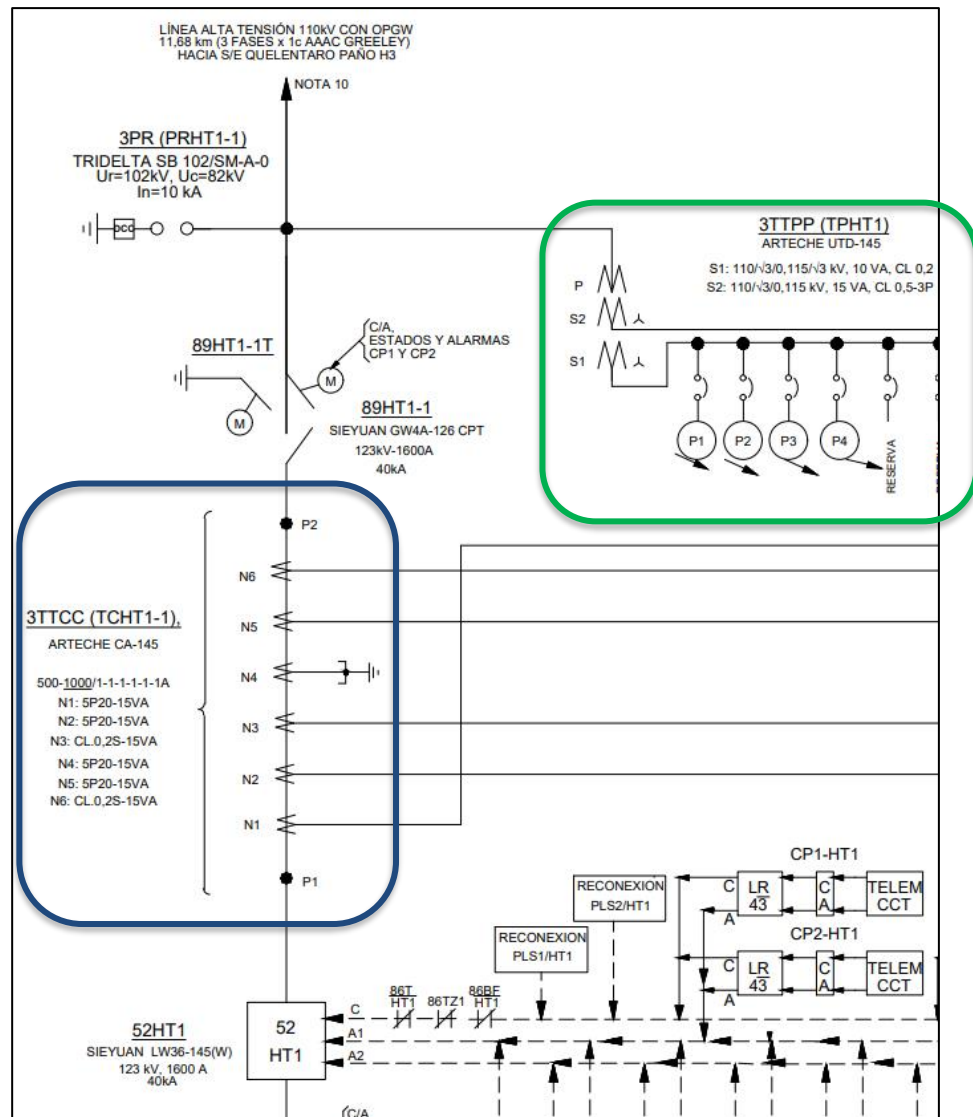 LÍNEA ALTA TENSIÓN 110kV CON OPGW
11,68 km (3 FASES x 1c AAAC GREELEY)
HACIA S/E QUELENTARO PAÑO H3
NOTA 10
3PR (PRHT1-1)
TRIDELTA SB 102/SM-A-0
Ur=102kV, Uc=82kV
In=10 kA
DCO
3TTPP (TPHT1)
ARTECHE UTD-145
S1: 110/√3/0,115/√3 kV, 10 VA, CL 0,2
S2: 110/√3/0,115 kV, 15 VA, CL 0,5-3P
P
S2
S1
P1
P2
P3
P4
RESERVA
C/A,
ESTADOS Y ALARMAS
CP1 Y CP2
89HT1-1T
M
M
89HT1-1
SIEYUAN GW4A-126 CPT
123kV-1600A
40kA
P2
N6
N5
N4
N3
N2
N1
P1
3TTCC (TCHT1-1),
ARTECHE CA-145
500-1000/1-1-1-1-1-1A
N1: 5P20-15VA
N2: 5P20-15VA
N3: CL.0,2S-15VA
N4: 5P20-15VA
N5: 5P20-15VA
N6: CL.0,2S-15VA
CP1-HT1
C
A
LR
43
C
A
TELEM
CCT
CP2-HT1
C
A
LR
43
C
A
TELEM
CCT
RECONEXION
PLS2/HT1
RECONEXION
PLS1/HT1
86T
HT1
86TZ1
86BF
HT1
C
A1
A2
52
HT1
52HT1
SIEYUAN LW36-145(W)
123 kV, 1600 A
40kA
C/A